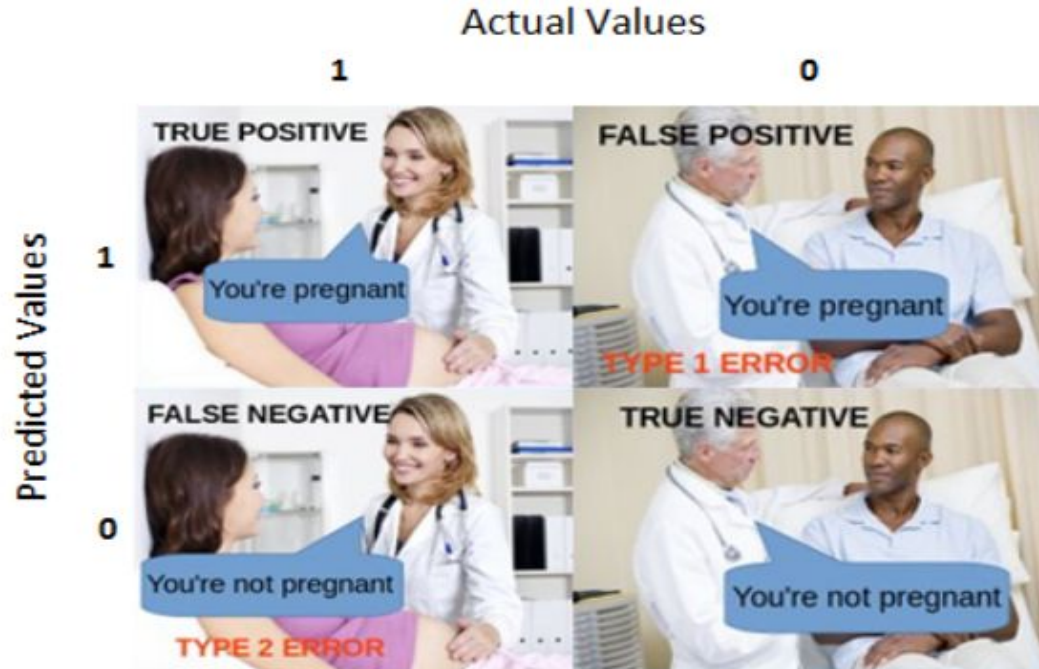 Actual Values
1 0
TRUE POSITIVE FALSE POSITIVE
Predicted Values
1
You're pregnant You're pregnant
TYPE 1 ERROR
FALSE NEGATIVE TRUE NEGATIVE
0
You're not pregnant You're not pregnant
TYPE 2 ERROR